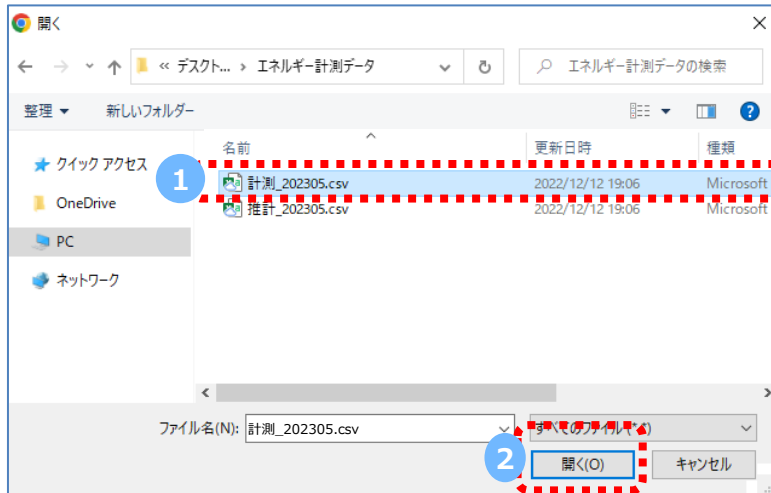 開く
« デスクト... › エネルギー計測データ
エネルギー計測データの検索
整理 新しいフォルダー
名前 更新日時 種類
クイック アクセス
1
計測_202305.csv 2022/12/12 19:06 Microsoft
OneDrive
推計_202305.csv 2022/12/12 19:06 Microsoft
PC
ネットワーク
ファイル名(N): 計測_202305.csv すべてのファイル (*.*)
2
開く(O) キャンセル